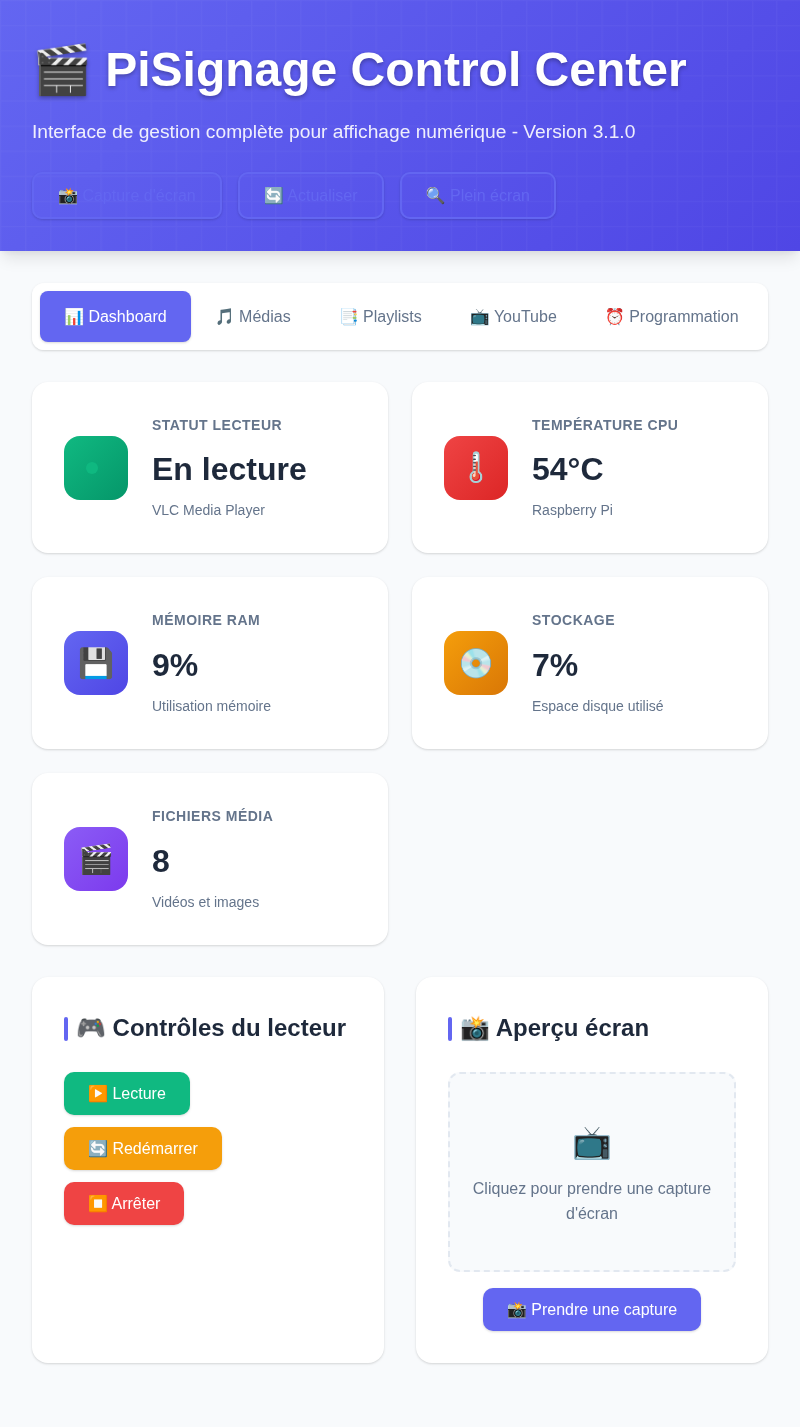 🎬 PiSignage Control Center
Interface de gestion complète pour affichage numérique - Version 3.1.0
📸 Capture d'écran 🔄 Actualiser 🔍 Plein écran
📊 Dashboard 🎵 Médias 📑 Playlists 📺 YouTube ⏰ Programmation
STATUT LECTEUR
En lecture
VLC Media Player
TEMPÉRATURE CPU
54°C
Raspberry Pi
MÉMOIRE RAM
9%
Utilisation mémoire
STOCKAGE
7%
Espace disque utilisé
FICHIERS MÉDIA
8
Vidéos et images
🎮 Contrôles du lecteur
▶️ Lecture
🔄 Redémarrer
⏹️ Arrêter
📸 Aperçu écran
Cliquez pour prendre une capture
d'écran
📸 Prendre une capture